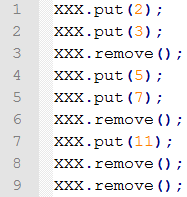 1 XXX.put(2);
2 XXX.put(3);
3 XXX.remove();
4 XXX.put(5);
5 XXX.put(7);
6 XXX.remove();
7 XXX.put(11);
8 XXX.remove();
9 XXX.remove();